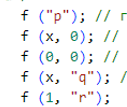 f ("p"); // г
f (x, 0); //
f (0, 0); //
f (x, "q"); /
f (1, "r");